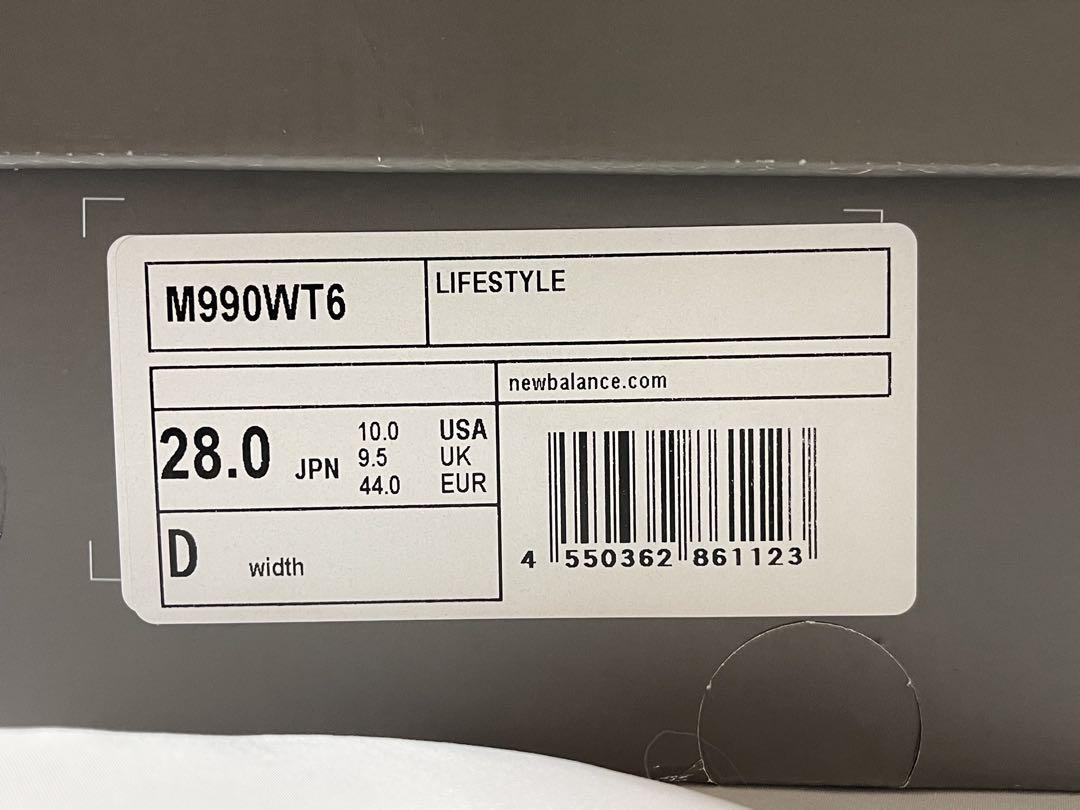 M990WT6
LIFESTYLE
newbalance.com
28.0 JPN
10.0 USA
9.5 UK
44.0 EUR
D width
4 550362 861123